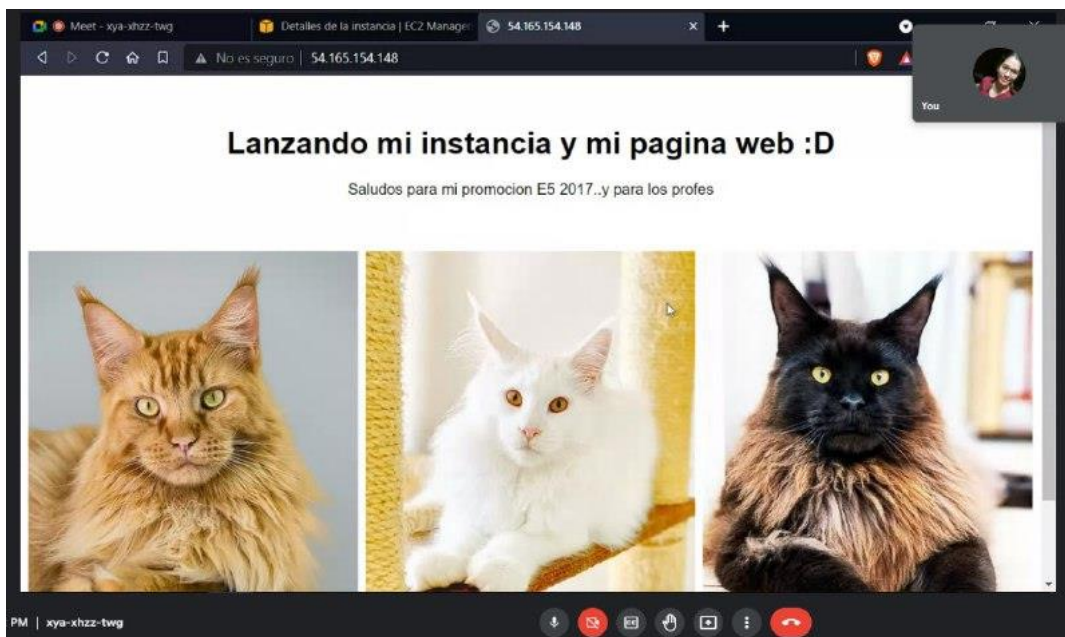 Meet - xya-xhzz-twg
Detalles de la instancia | EC2 Manager
54.165.154.148
No es seguro
54.165.154.148
You
Lanzando mi instancia y mi pagina web :D
Saludos para mi promocion E5 2017..y para los profes
PM | xya-xhzz-twg
CC